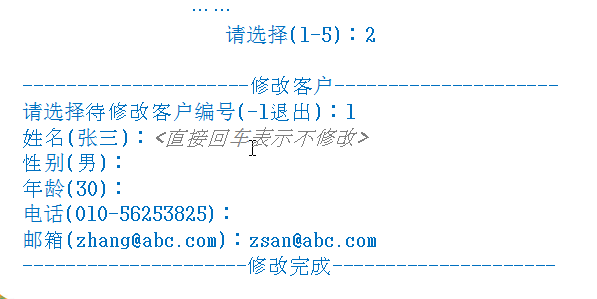 ……
请选择(1-5)：2
-----------------------修改客户-----------------------
请选择待修改客户编号(-1退出)：1
姓名(张三)：<直接回车表示不修改>
性别(男)：
年龄(30)：
电话(010-56253825)：
邮箱(zhang@abc.com)：zsan@abc.com
-----------------------修改完成-----------------------